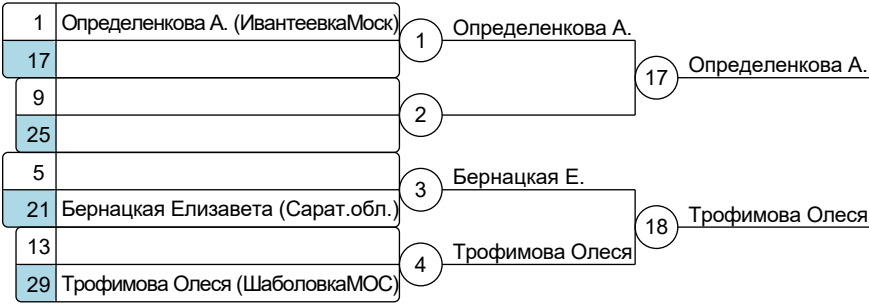 1 Определенкова А. (ИвантеевкаМоск)
17
9
25
5
21 Бернацкая Елизавета (Сарат.обл.)
13
29 Трофимова Олеся (ШаболовкаМОС)
1 Определенкова А.
2
3 Бернацкая Е.
4 Трофимова Олеся
17 Определенкова А.
18 Трофимова Олеся